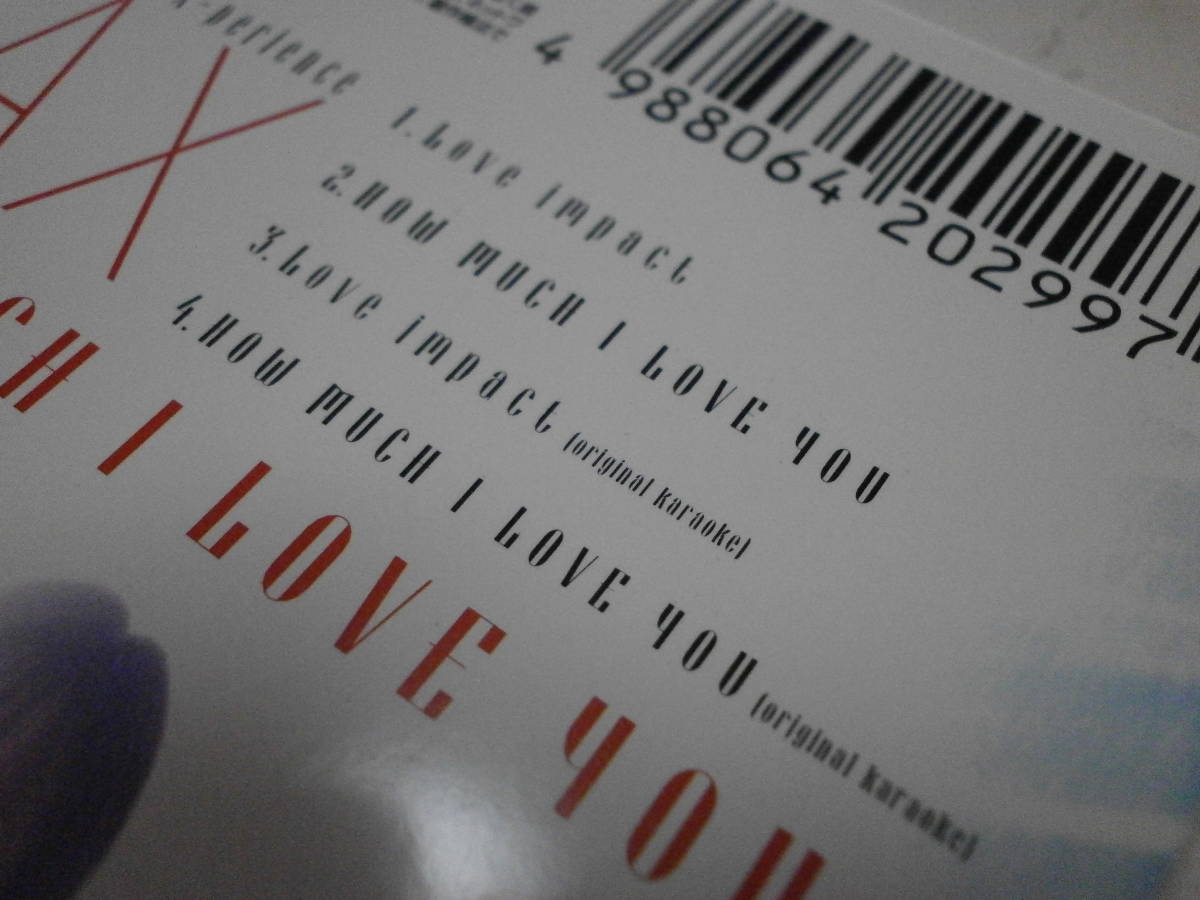 4 988064 202997
AX
-perience
1. Love impact
2. HOW MUCH I LOVE YOU
3. Love impact (original karaoke)
4. HOW MUCH I LOVE YOU (original karaoke)
CH I LOVE YOU